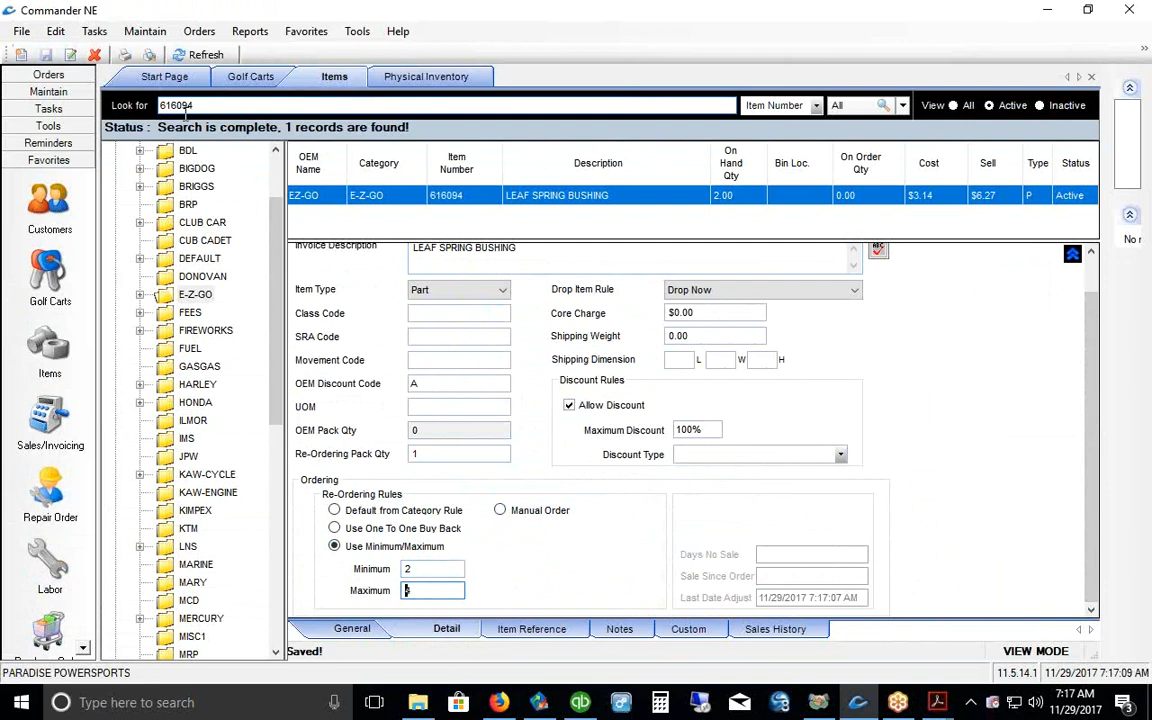 Commander NE
File Edit Tasks Maintain Orders Reports Favorites Tools Help
Refresh
Orders
Maintain
Tasks
Tools
Reminders
Favorites
Customers
Golf Carts
Items
Sales/Invoicing
Repair Order
Labor
Start Page Golf Carts Items Physical Inventory
Look for 616094 Item Number All View All Active Inactive
Status : Search is complete, 1 records are found!
BDL
BIGDOG
BRIGGS
BRP
CLUB CAR
CUB CADET
DEFAULT
DONOVAN
E-Z-GO
FEES
FIREWORKS
FUEL
GASGAS
HARLEY
HONDA
ILMOR
IMS
JPW
KAW-CYCLE
KAW-ENGINE
KIMPEX
KTM
LNS
MARINE
MARY
MCD
MERCURY
MISC1
MRP
OEM Name Category Item Number Description On Hand Qty Bin Loc. On Order Qty Cost Sell Type Status
EZ-GO E-Z-GO 616094 LEAF SPRING BUSHING 2.00 0.00 $3.14 $6.27 P Active
Invoice Description LEAF SPRING BUSHING
ABC
Item Type Part Drop Item Rule Drop Now
Class Code Core Charge $0.00
SRA Code Shipping Weight 0.00
Movement Code Shipping Dimension L W H
OEM Discount Code A Discount Rules
UOM Allow Discount
OEM Pack Qty 0 Maximum Discount 100%
Re-Ordering Pack Qty 1 Discount Type
Ordering
Re-Ordering Rules
Default from Category Rule Manual Order
Use One To One Buy Back
Use Minimum/Maximum
Minimum 2
Maximum
Days No Sale
Sale Since Order
Last Date Adjust 11/29/2017 7:17:07 AM
General Detail Item Reference Notes Custom Sales History
Saved! VIEW MODE
PARADISE POWERSPORTS 11.5.14.1 11/29/2017 7:17:09 AM
Type here to search
7:17 AM
11/29/2017
3